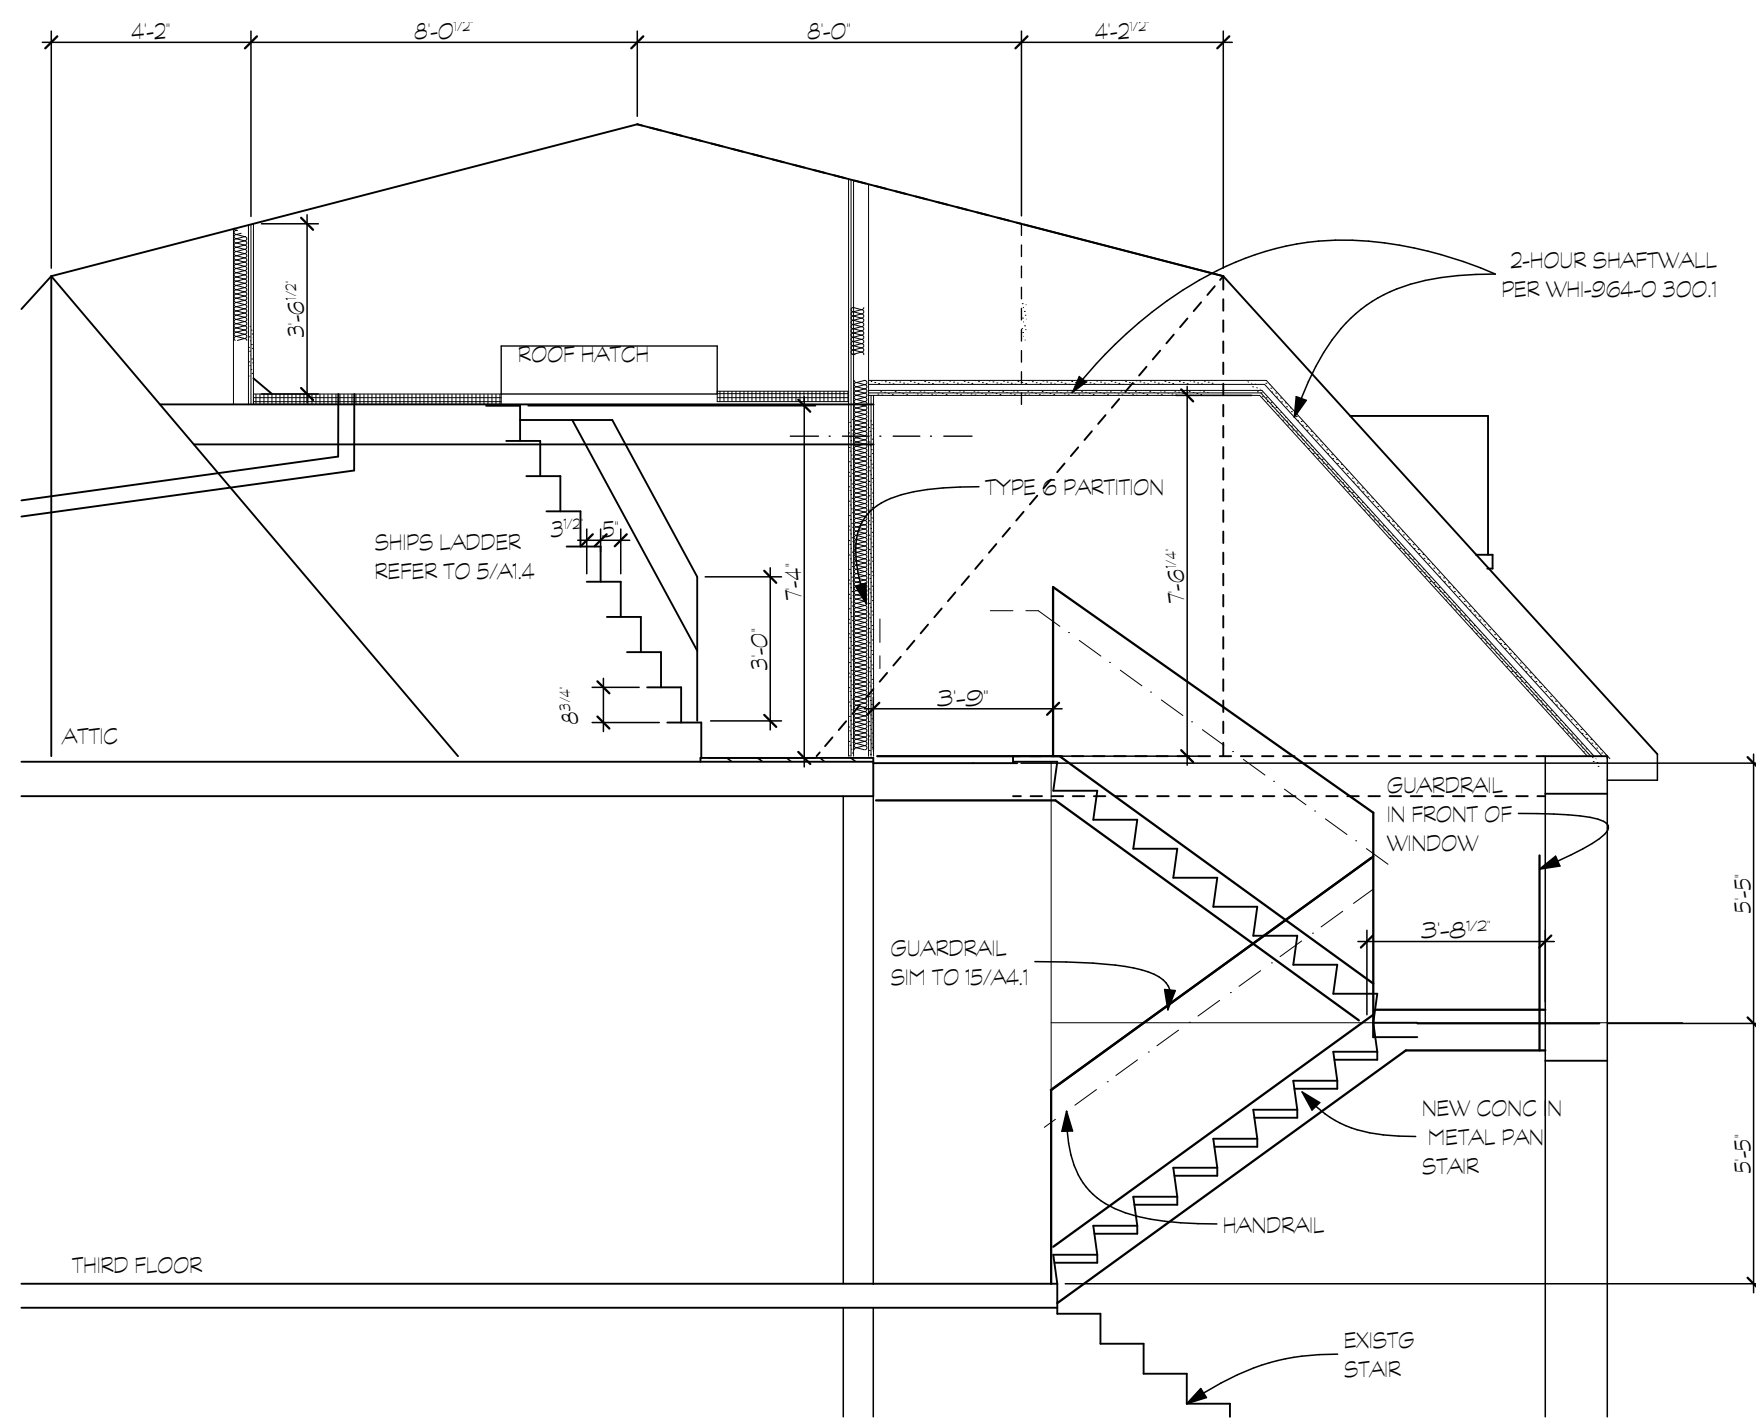 4'-2"
8'-0 1/2"
8'-0"
4'-2 1/2"
2-HOUR SHAFTWALL
PER WHI-964-0 300.1
3'-6 1/2"
ROOF HATCH
TYPE 6 PARTITION
3 1/2"
5"
SHIPS LADDER
REFER TO 5/A1.4
7'-4"
7'-6 1/4"
3'-0"
8 3/4"
3'-9"
ATTIC
GUARDRAIL
IN FRONT OF
WINDOW
5'-5"
3'-8 1/2"
GUARDRAIL
SIM TO 15/A4.1
NEW CONC IN
METAL PAN
STAIR
5'-5"
HANDRAIL
THIRD FLOOR
EXIST'G
STAIR